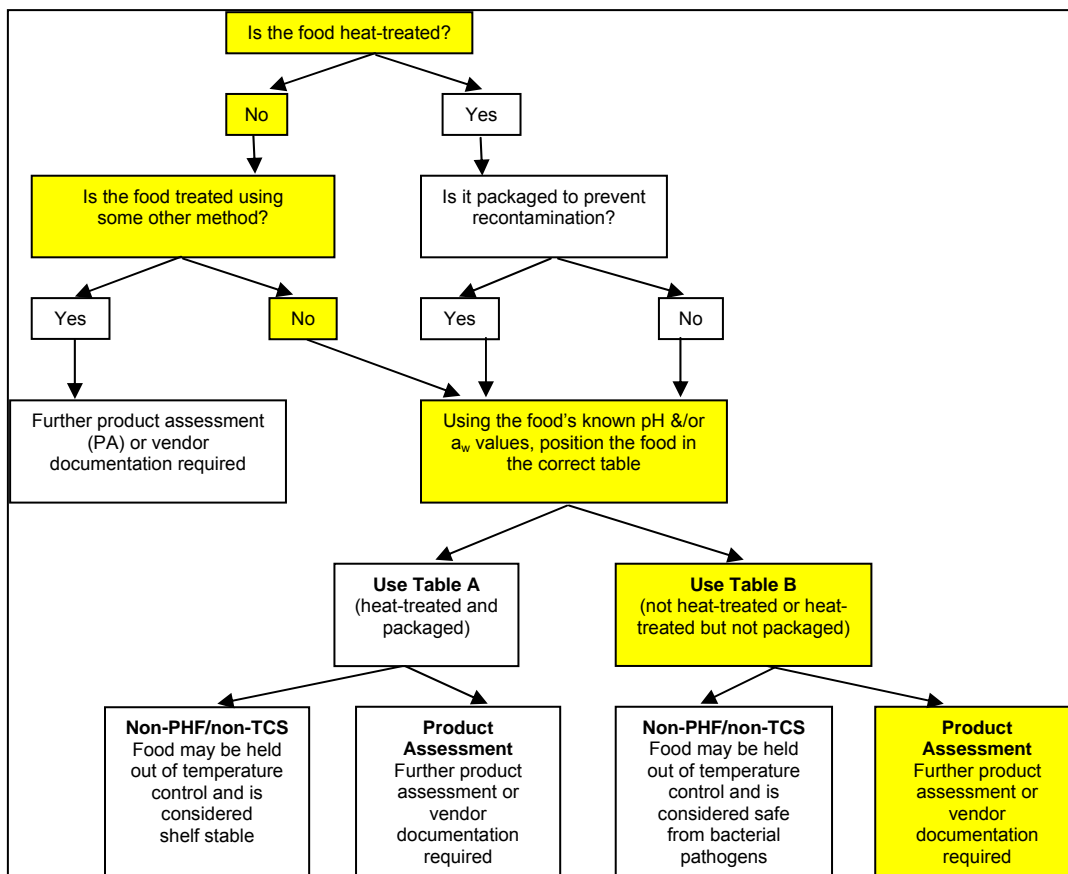 Is the food heat-treated?
No
Yes
Is the food treated using
some other method?
Is it packaged to prevent
recontamination?
Yes
No
Yes
No
Further product assessment
(PA) or vendor
documentation required
Using the food’s known pH &/or
aw values, position the food in
the correct table
Use Table A
(heat-treated and
packaged)
Use Table B
(not heat-treated or heat-
treated but not packaged)
Non-PHF/non-TCS
Food may be held
out of temperature
control and is
considered
shelf stable
Product
Assessment
Further product
assessment or
vendor
documentation
required
Non-PHF/non-TCS
Food may be held
out of temperature
control and is
considered safe
from bacterial
pathogens
Product
Assessment
Further product
assessment or
vendor
documentation
required